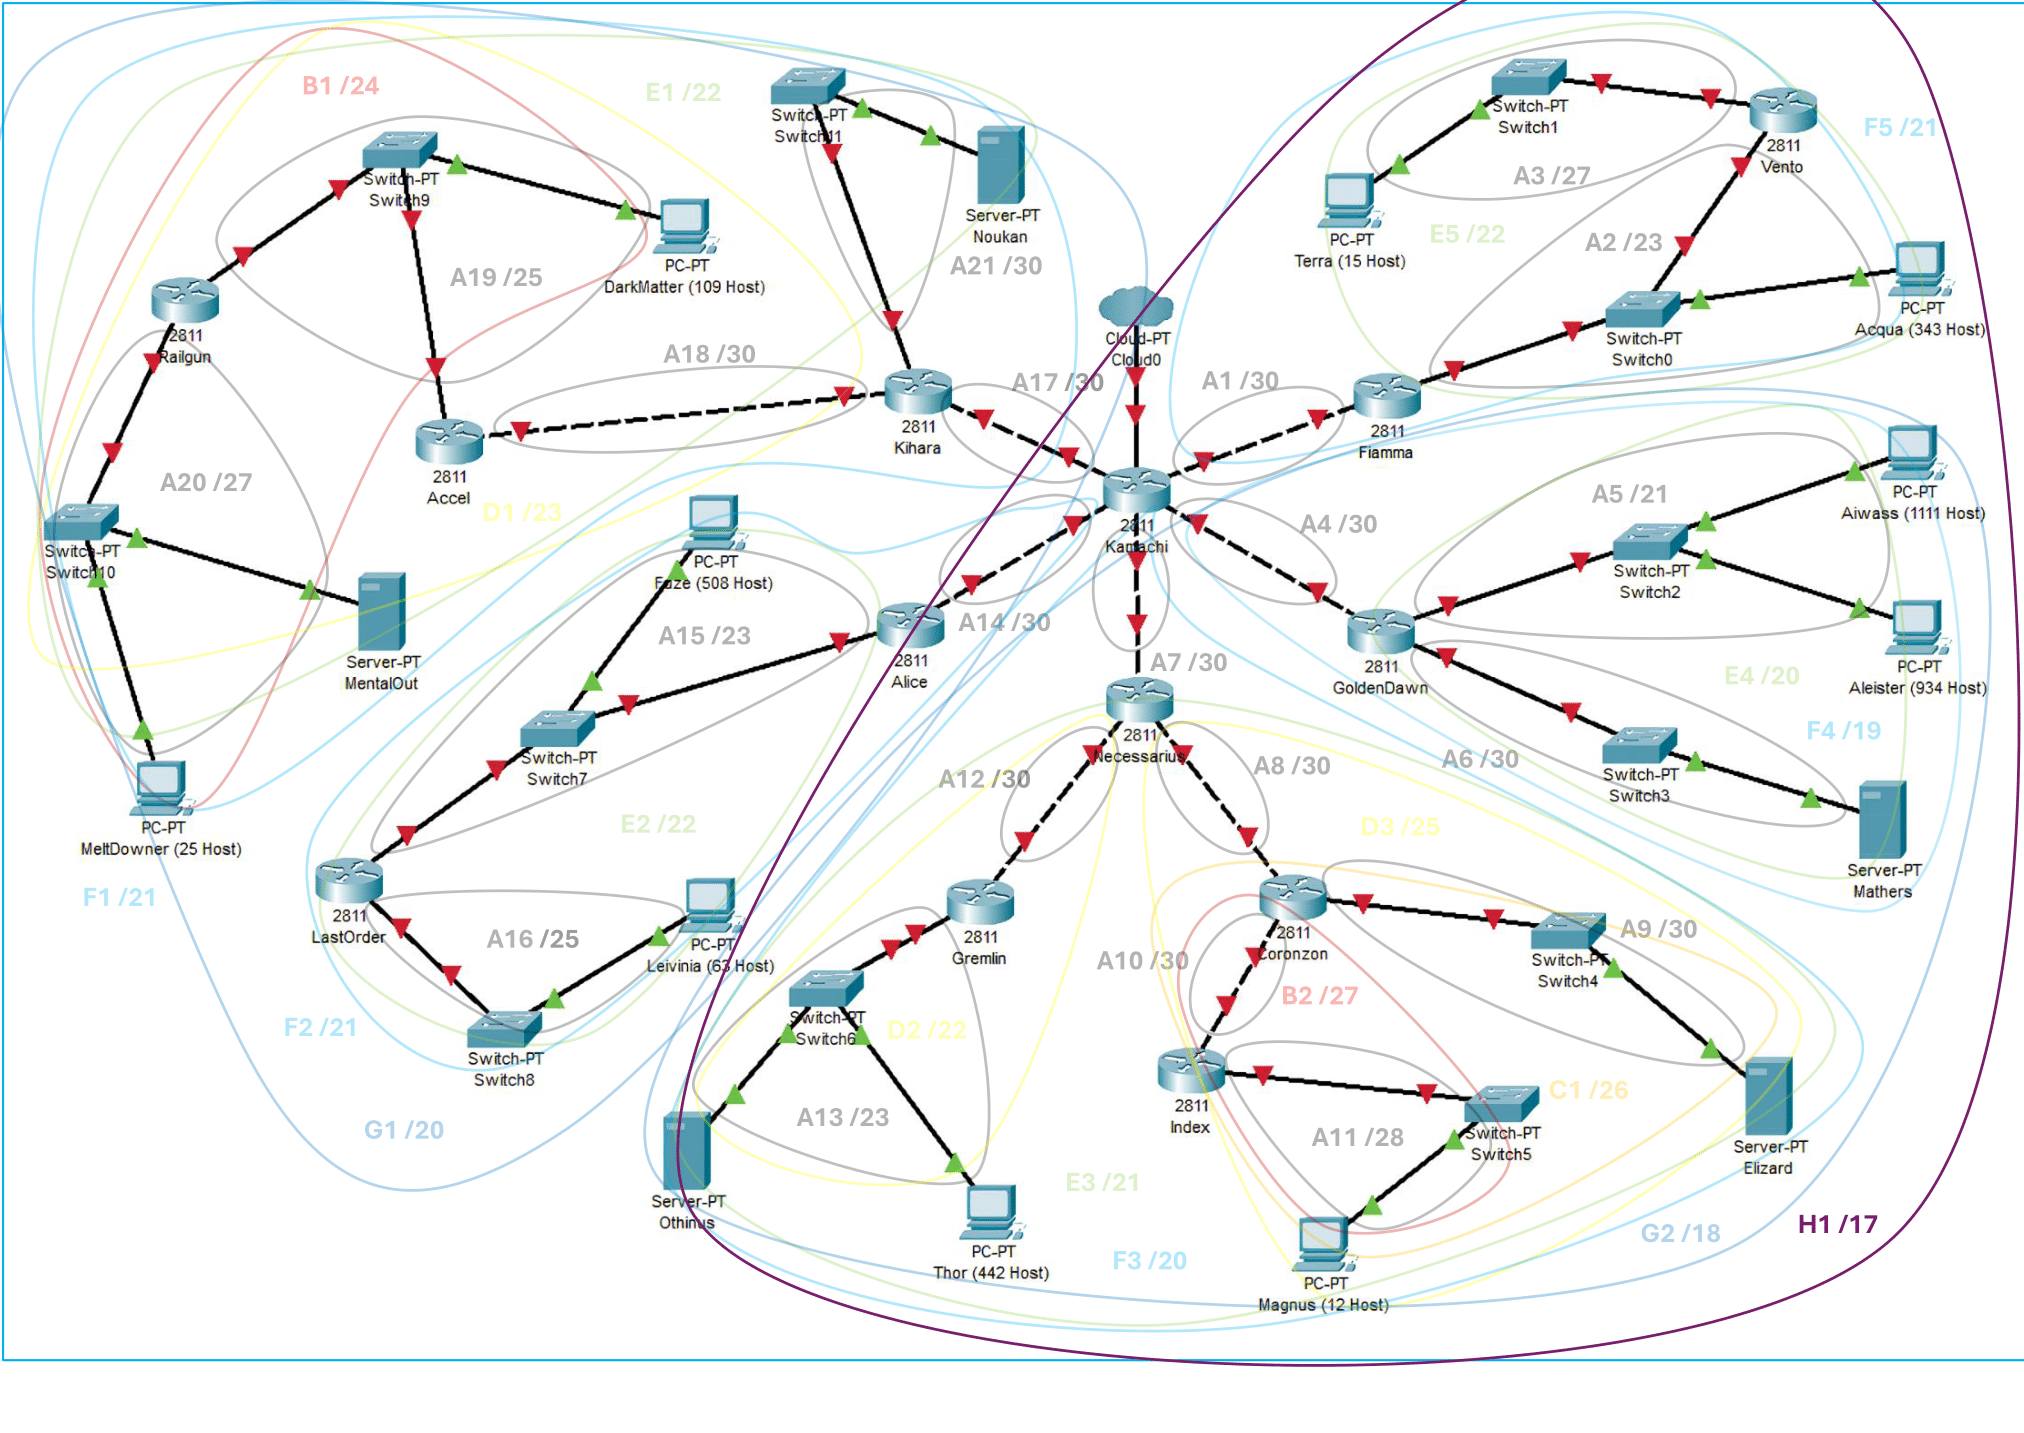 B1 /24
E1 /22
Switch-PT
Switch11
Switch-PT
Switch1
2811
Vento
F5 /21
Switch-PT
Switch9
A3 /27
Server-PT
Noukan
PC-PT
Terra (15 Host)
E5 /22
A2 /23
A19 /25
PC-PT
DarkMatter (109 Host)
A21 /30
2811
Railgun
Cloud-PT
Cloud0
Switch-PT
Switch0
PC-PT
Acqua (343 Host)
A18 /30
A17 /30
A1 /30
2811
Kihara
2811
Fiamma
2811
Accel
A20 /27
D1 /23
A5 /21
PC-PT
Aiwass (1111 Host)
2811
Kamachi
A4 /30
Switch-PT
Switch10
PC-PT
Fuze (508 Host)
Switch-PT
Switch2
A15 /23
A14 /30
2811
Alice
A7 /30
2811
GoldenDawn
E4 /20
PC-PT
Aleister (934 Host)
Server-PT
MentalOut
F4 /19
2811
Necessarius
A12 /30
A8 /30
A6 /30
Switch-PT
Switch7
Switch-PT
Switch3
PC-PT
MeltDowner (25 Host)
E2 /22
D3 /25
Server-PT
Mathers
F1 /21
2811
LastOrder
A16 /25
PC-PT
Leivinia (63 Host)
2811
Gremlin
2811
Coronzon
A9 /30
A10 /30
Switch-PT
Switch4
B2 /27
F2 /21
Switch-PT
Switch8
Switch-PT
Switch6
D2 /22
2811
Index
C1 /26
G1 /20
A13 /23
A11 /28
Switch-PT
Switch5
Server-PT
Elizard
E3 /21
Server-PT
Othinus
H1 /17
G2 /18
PC-PT
Thor (442 Host)
F3 /20
PC-PT
Magnus (12 Host)